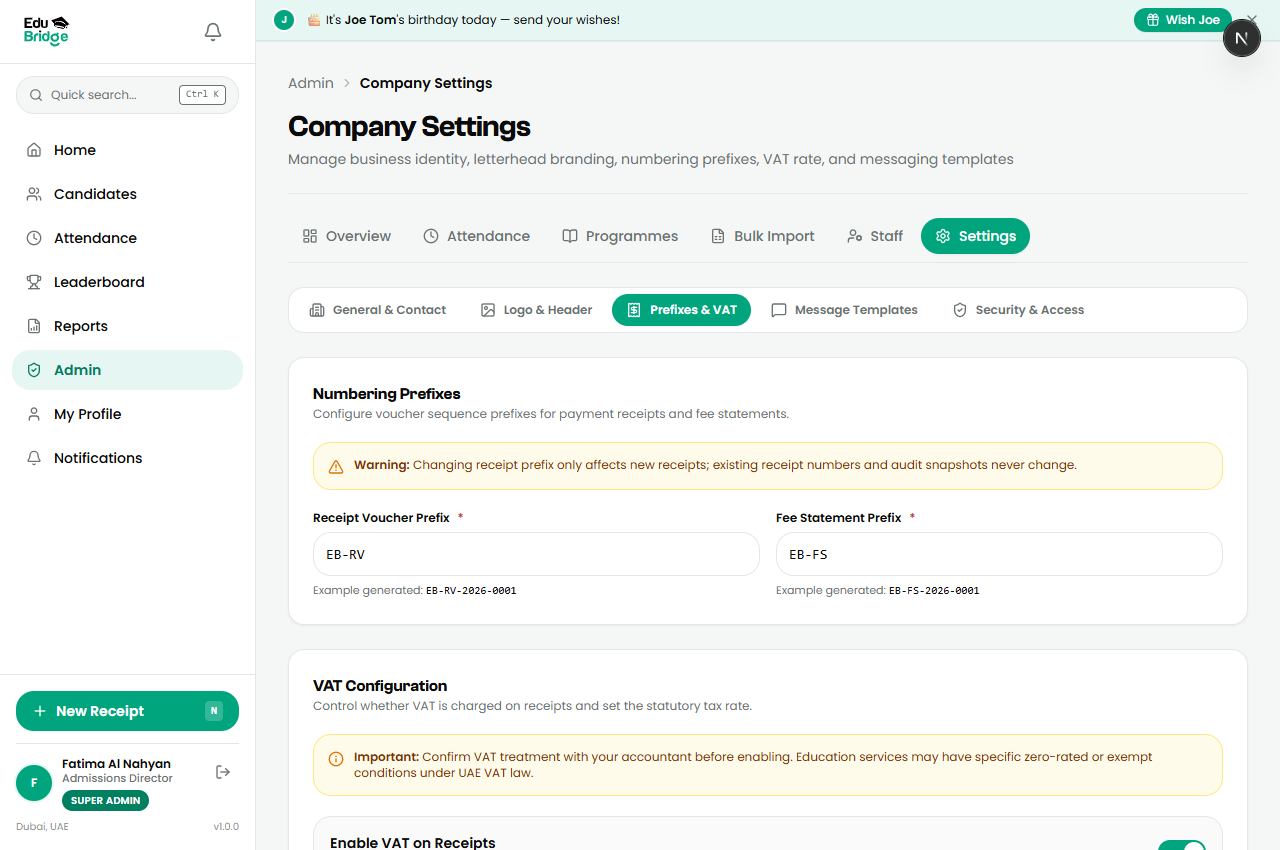 Edu
Bridge
J
🎂 It's Joe Tom's birthday today — send your wishes!
Wish Joe
N
Quick search...
Ctrl K
Home
Candidates
Attendance
Leaderboard
Reports
Admin
My Profile
Notifications
New Receipt
N
F
Fatima Al Nahyan
Admissions Director
SUPER ADMIN
Dubai, UAE
v1.0.0
Admin > Company Settings
Company Settings
Manage business identity, letterhead branding, numbering prefixes, VAT rate, and messaging templates
Overview
Attendance
Programmes
Bulk Import
Staff
Settings
General & Contact
Logo & Header
Prefixes & VAT
Message Templates
Security & Access
Numbering Prefixes
Configure voucher sequence prefixes for payment receipts and fee statements.
Warning: Changing receipt prefix only affects new receipts; existing receipt numbers and audit snapshots never change.
Receipt Voucher Prefix *
EB-RV
Example generated: EB-RV-2026-0001
Fee Statement Prefix *
EB-FS
Example generated: EB-FS-2026-0001
VAT Configuration
Control whether VAT is charged on receipts and set the statutory tax rate.
Important: Confirm VAT treatment with your accountant before enabling. Education services may have specific zero-rated or exempt
conditions under UAE VAT law.
Enable VAT on Receipts